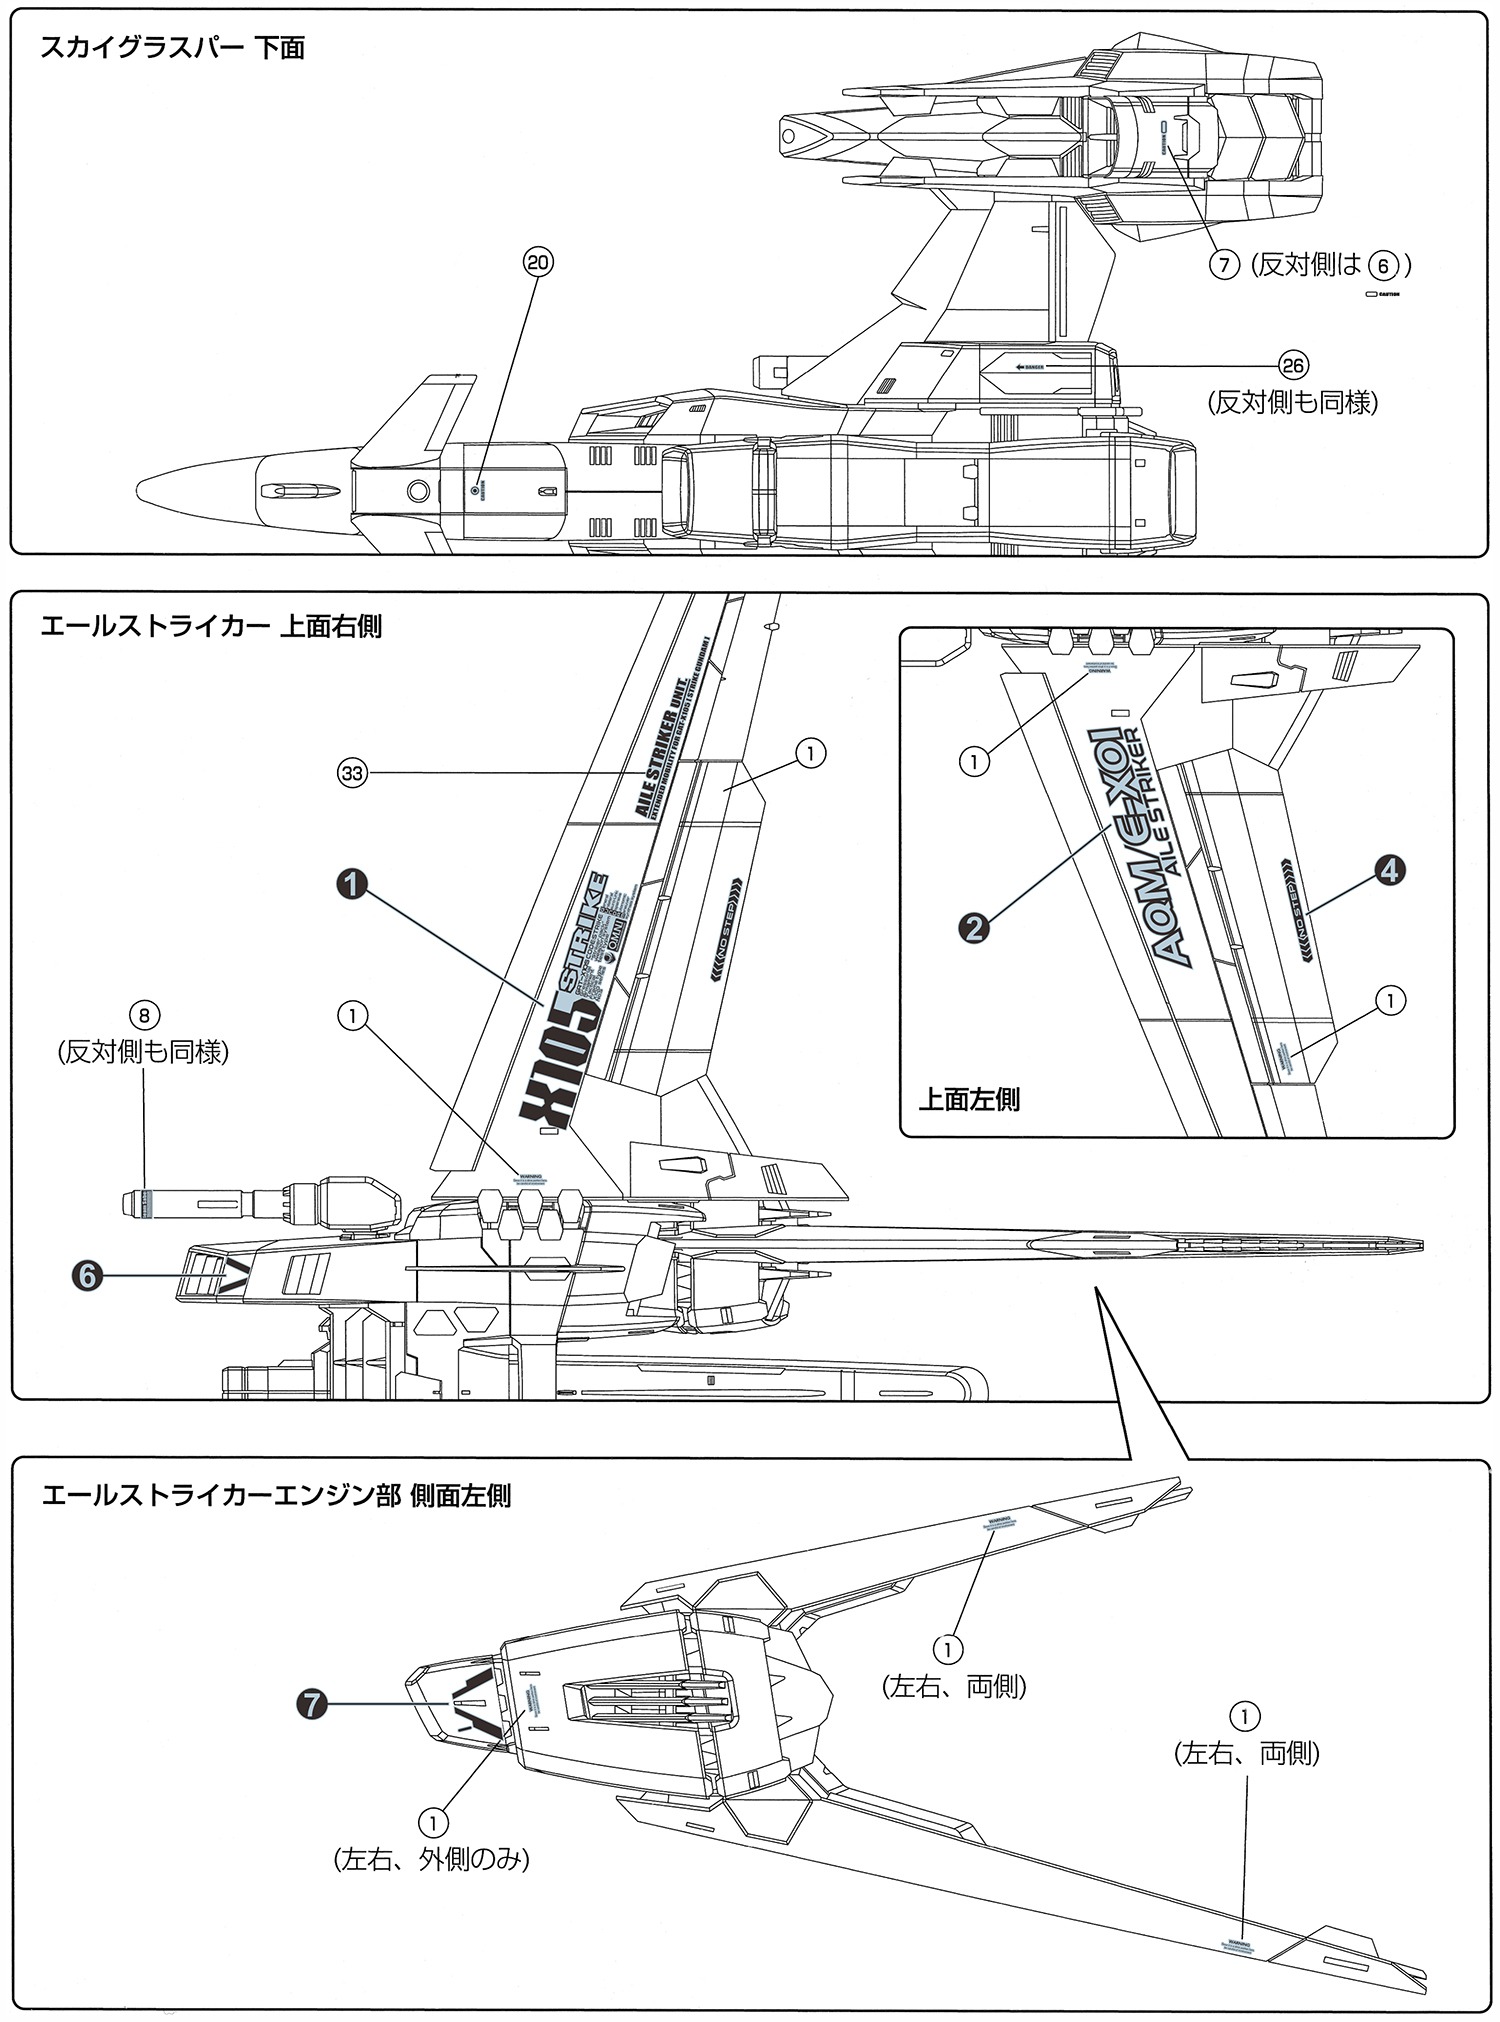 スカイグラスパー 下面
⑳
⑦ (反対側は⑥)
CAUTION
CAUTION
㉖
DANGER
(反対側も同様)
CAUTION
エールストライカー 上面右側
㉝
AILE STRIKER UNIT.
EXTENDED MOBILITY FOR GAT-X105 [ STRIKE GUNDAM ]
①
❶
STRIKE
X105
OMNI
NO STEP
①
⑧
(反対側も同様)
WARNING
❻
WARNING
①
AQM/E-X01
AILE STRIKER
❷
❹
NO STEP
①
WARNING
上面左側
エールストライカーエンジン部 側面左側
WARNING
①
(左右、両側)
❼
WARNING
①
(左右、両側)
①
(左右、外側のみ)
WARNING